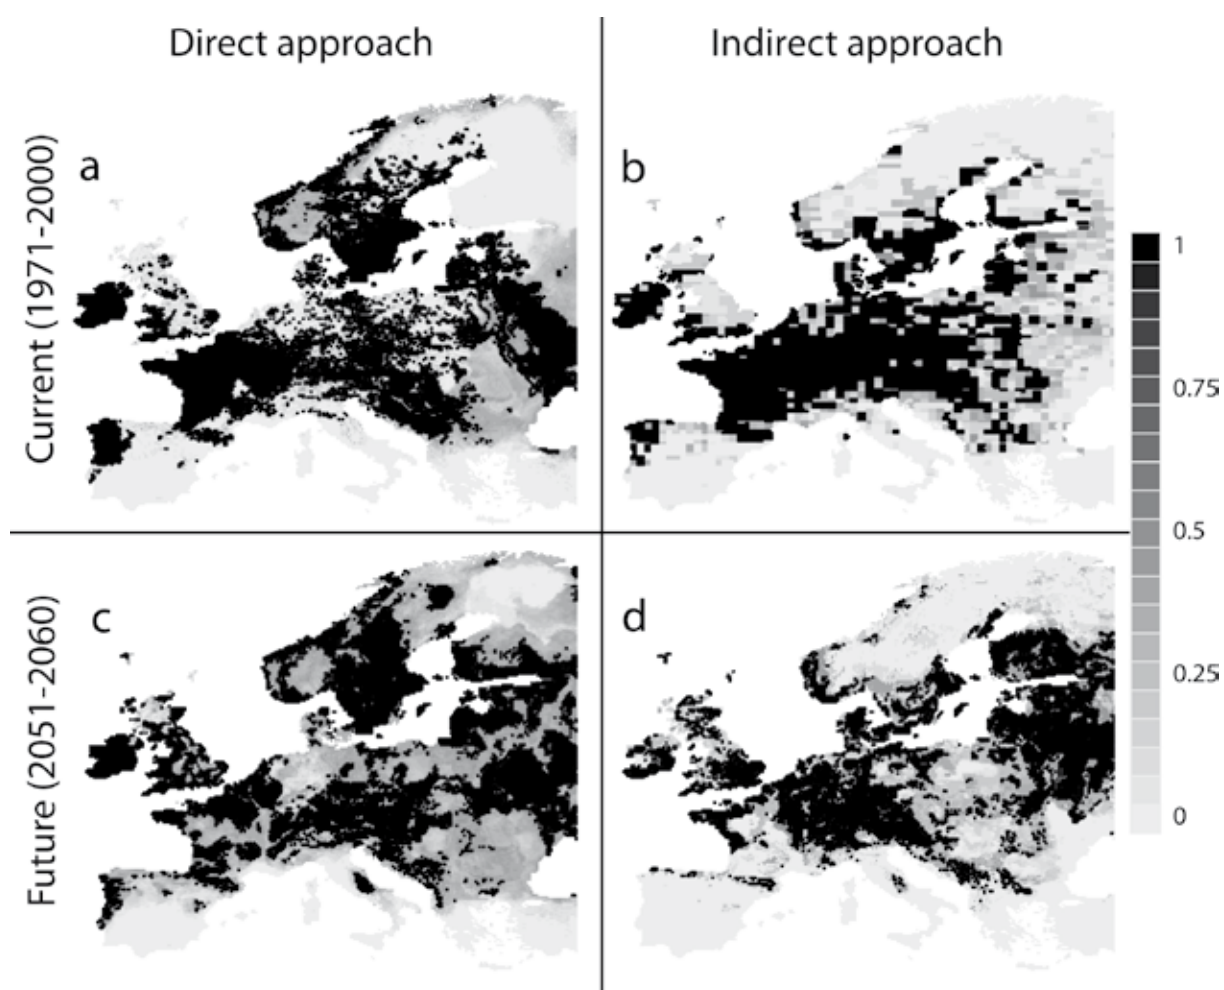 Direct approach
Indirect approach
Current (1971-2000)
a
b
1
0.75
0.5
Future (2051-2060)
c
d
0.25
0